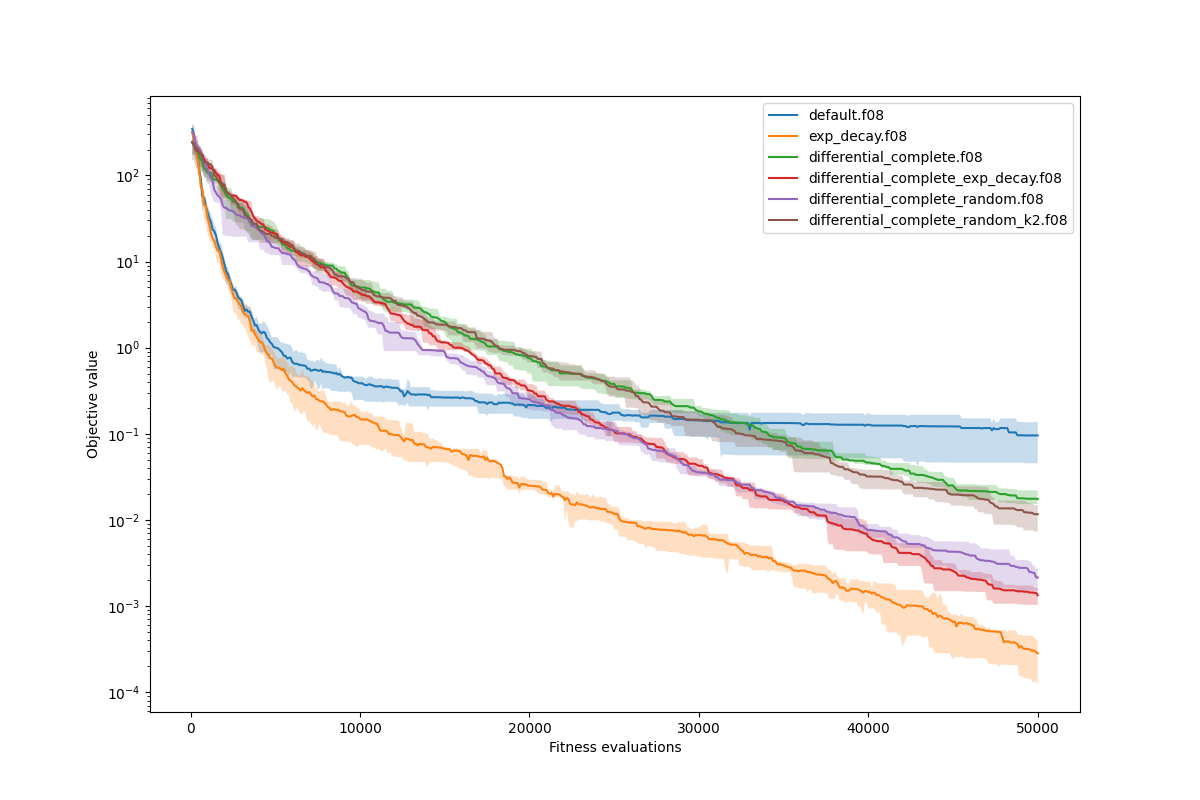 default.f08
exp_decay.f08
differential_complete.f08
differential_complete_exp_decay.f08
differential_complete_random.f08
differential_complete_random_k2.f08
Objective value
10²
10¹
10⁰
10⁻¹
10⁻²
10⁻³
10⁻⁴
0 10000 20000 30000 40000 50000
Fitness evaluations